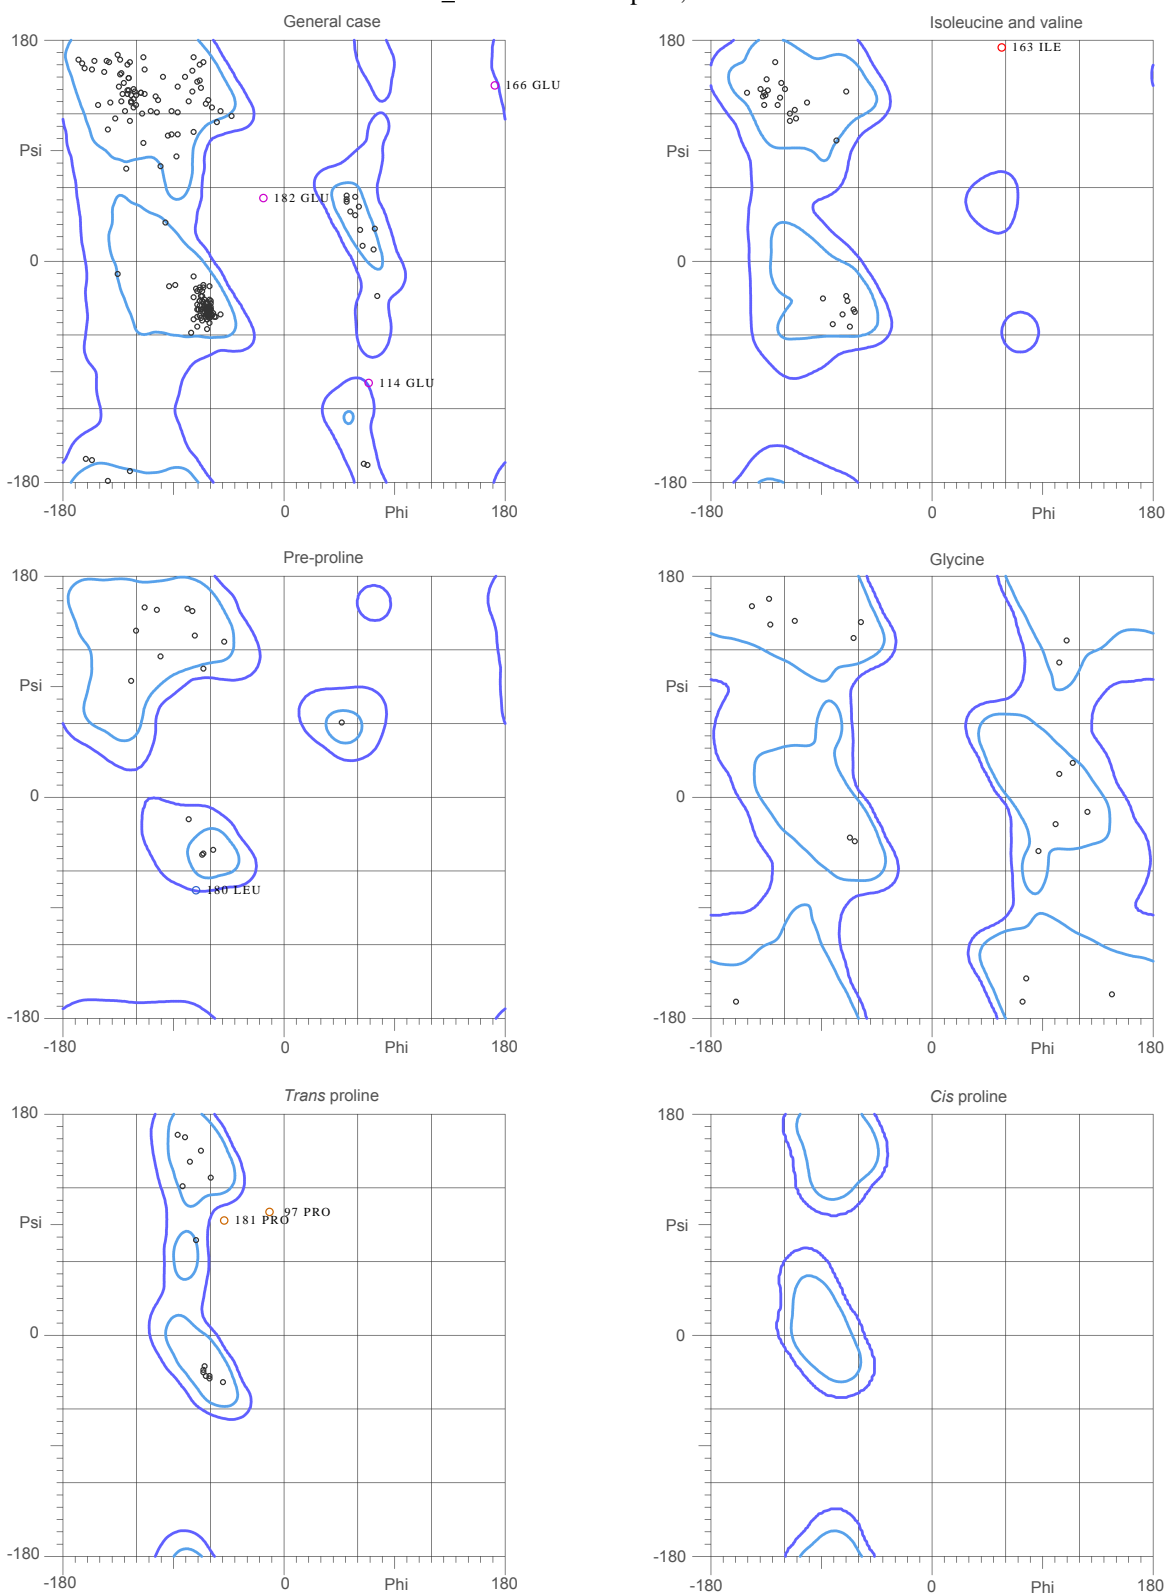 General case
180
Psi
0
-180
-180
0
Phi
180
166 GLU
182 GLU
114 GLU
Isoleucine and valine
180
Psi
0
-180
-180
0
Phi
180
163 ILE
Pre-proline
180
Psi
0
-180
-180
0
Phi
180
180 LEU
Glycine
180
Psi
0
-180
-180
0
Phi
180
Trans proline
180
Psi
0
-180
-180
0
Phi
180
97 PRO
181 PRO
Cis proline
180
Psi
0
-180
-180
0
Phi
180